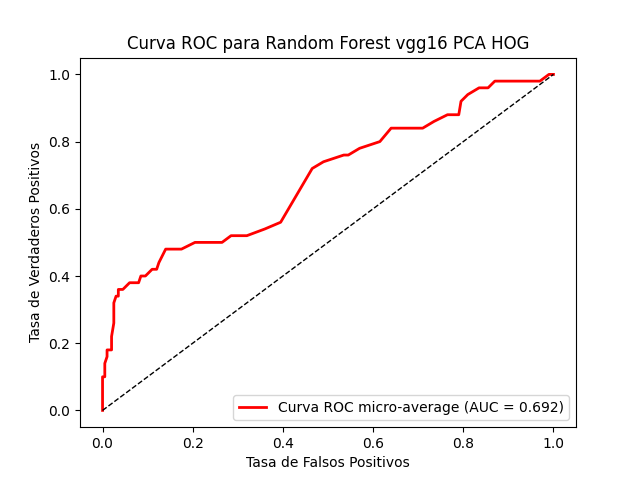 Curva ROC para Random Forest vgg16 PCA HOG
Tasa de Verdaderos Positivos
1.0
0.8
0.6
0.4
0.2
0.0
Curva ROC micro-average (AUC = 0.692)
0.0 0.2 0.4 0.6 0.8 1.0
Tasa de Falsos Positivos